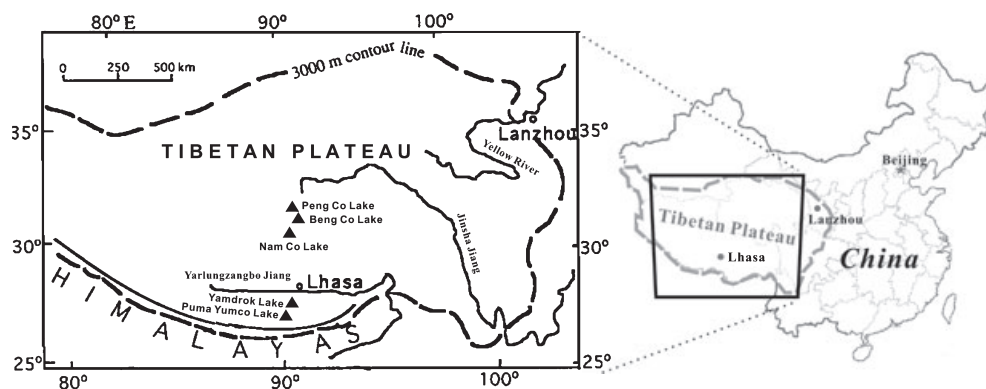 80° E
90°
100°
0 250 500 km
3000 m contour line
35°
35°
Lanzhou
TIBETAN PLATEAU
Yellow River
Peng Co Lake
Beng Co Lake
Nam Co Lake
Jinsha Jiang
30°
30°
Yarlungzangbo Jiang
Lhasa
Yamdrok Lake
Puma Yumco Lake
HIMALAYAS
25°
25°
80°
90°
100°
Beijing
Lanzhou
Tibetan Plateau
Lhasa
China